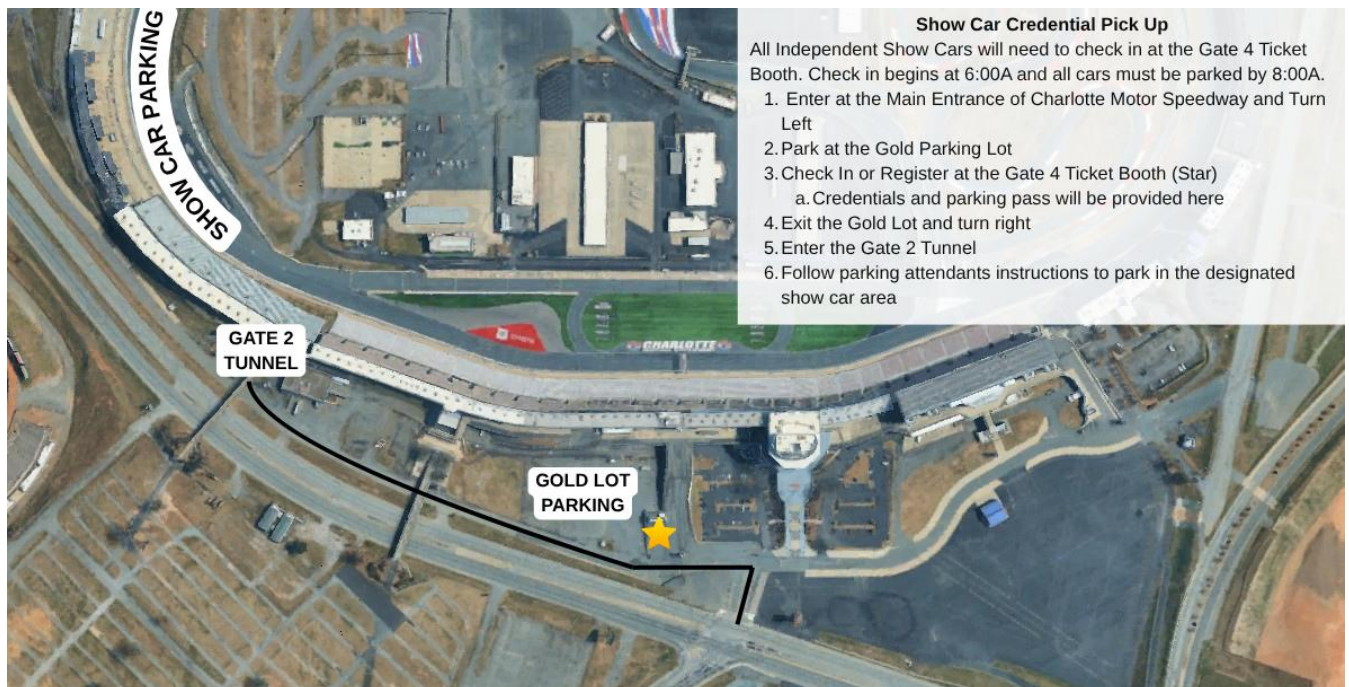 Show Car Credential Pick Up
All Independent Show Cars will need to check in at the Gate 4 Ticket
Booth. Check in begins at 6:00A and all cars must be parked by 8:00A.
1. Enter at the Main Entrance of Charlotte Motor Speedway and Turn
Left
2. Park at the Gold Parking Lot
3. Check In or Register at the Gate 4 Ticket Booth (Star)
a. Credentials and parking pass will be provided here
4. Exit the Gold Lot and turn right
5. Enter the Gate 2 Tunnel
6. Follow parking attendants instructions to park in the designated
show car area
SHOW CAR PARKING
CHARLOTTE
GATE 2
TUNNEL
GOLD LOT
PARKING